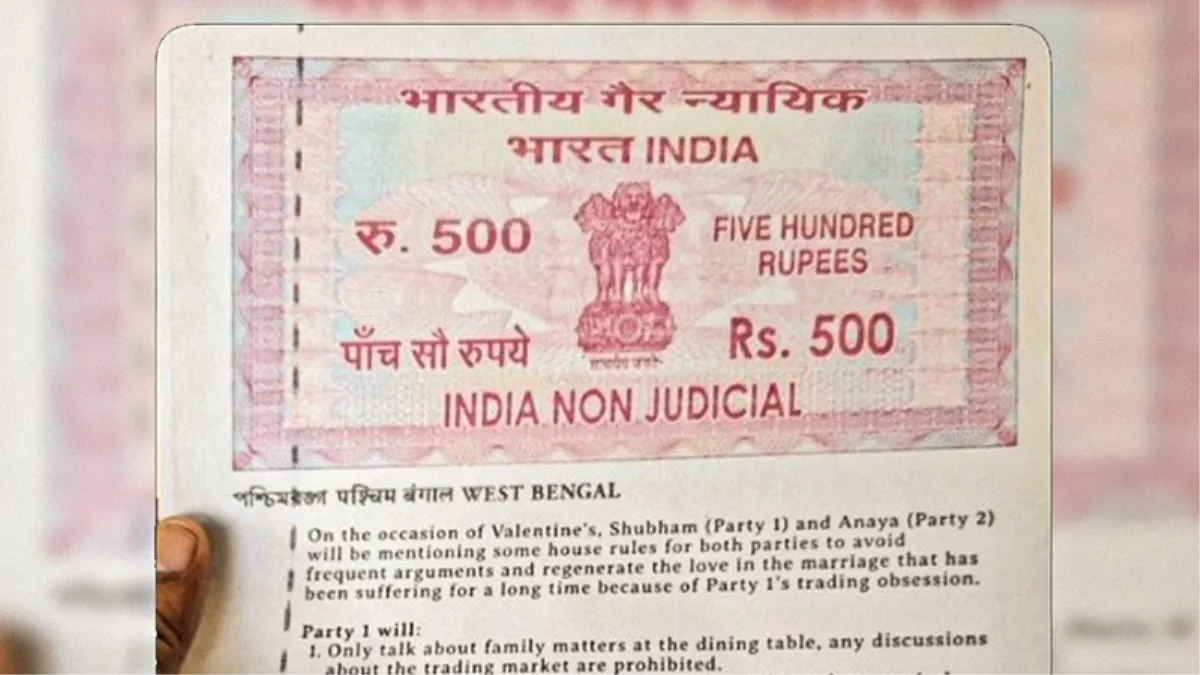 भारतीय गैर न्यायिक
भारत INDIA
रु. 500
FIVE HUNDRED
RUPEES
पाँच सौ रुपये
Rs. 500
INDIA NON JUDICIAL
पश्चिम बंगाल WEST BENGAL
On the occasion of Valentine's, Shubham (Party 1) and Anaya (Party 2)
will be mentioning some house rules for both parties to avoid
frequent arguments and regenerate the love in the marriage that has
been suffering for a long time because of Party 1's trading obsession.
Party 1 will:
1. Only talk about family matters at the dining table, any discussions
about the trading market are prohibited.